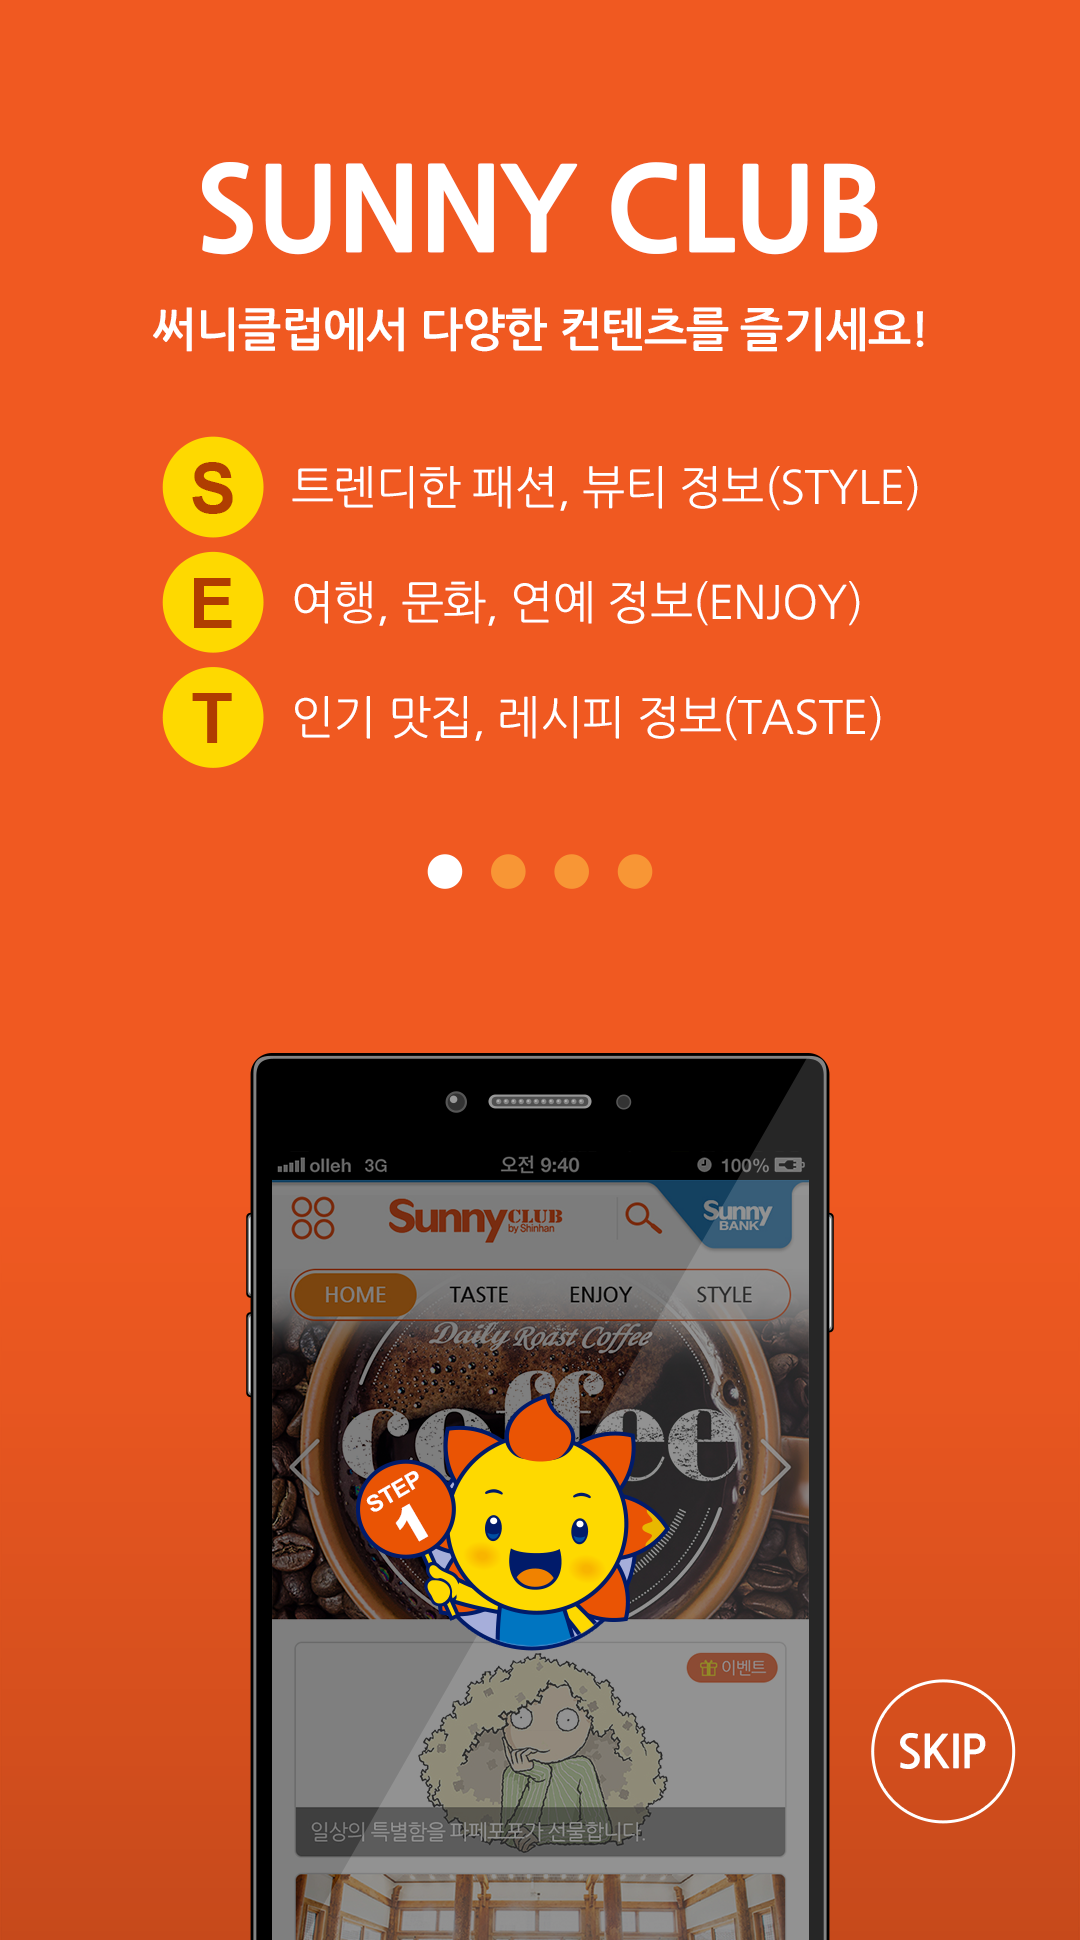 SUNNY CLUB
써니클럽에서 다양한 컨텐츠를 즐기세요!
S 트렌디한 패션, 뷰티 정보(STYLE)
E 여행, 문화, 연예 정보(ENJOY)
T 인기 맛집, 레시피 정보(TASTE)
olleh 3G 오전 9:40 100%
Sunny CLUB by Shinhan
Sunny BANK
HOME TASTE ENJOY STYLE
Daily Roast Coffee
coffee
STEP
1
이벤트
SKIP
일상의 특별함을 파페포포가 선물합니다.